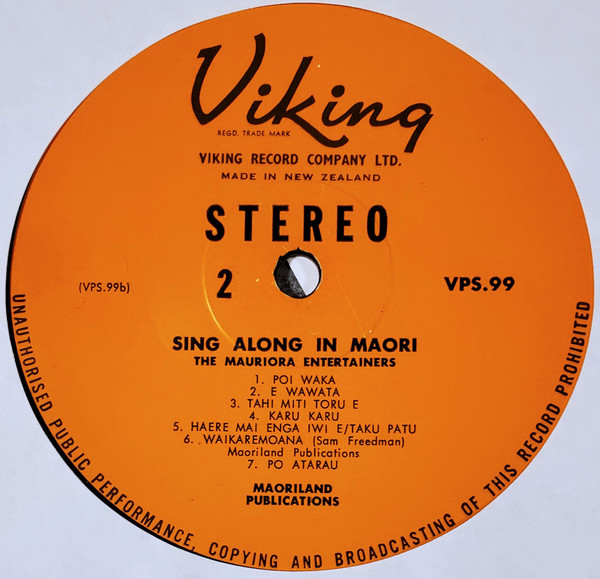 Viking
REGD. TRADE MARK
VIKING RECORD COMPANY LTD.
MADE IN NEW ZEALAND
STEREO
(VPS.99b)
2
VPS.99
SING ALONG IN MAORI
THE MAURIORA ENTERTAINERS
1. POI WAKA
2. E WAWATA
3. TAHI MITI TORU E
4. KARU KARU
5. HAERE MAI ENGA IWI E/TAKU PATU
6. WAIKAREMOANA (Sam Freedman)
Maoriland Publications
7. PO ATARAU
MAORILAND
PUBLICATIONS
UNAUTHORISED PUBLIC PERFORMANCE, COPYING AND BROADCASTING OF THIS RECORD PROHIBITED